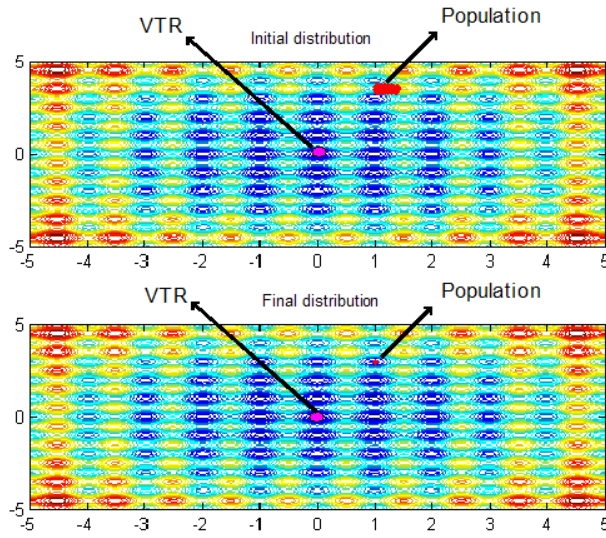 VTR
Initial distribution
Population
5
0
-5
-5 -4 -3 -2 -1 0 1 2 3 4 5
VTR
Final distribution
Population
5
0
-5
-5 -4 -3 -2 -1 0 1 2 3 4 5